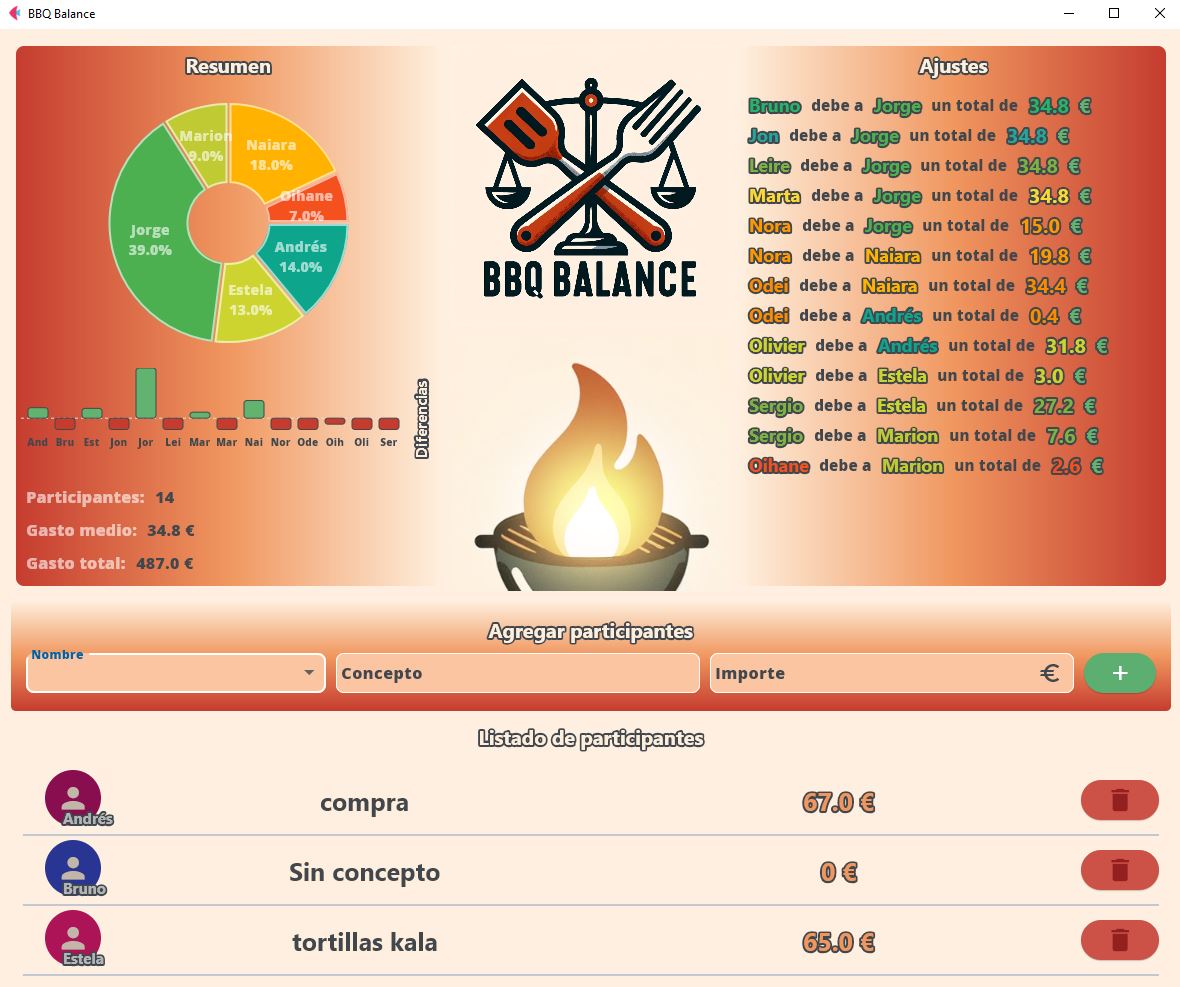 BBQ Balance
Resumen
Marion
9.0%
Naiara
18.0%
Oihane
7.0%
Jorge
39.0%
Andrés
14.0%
Estela
13.0%
Diferencias
And Bru Est Jon Jor Lei Mar Mar Nai Nor Ode Oih Oli Ser
Participantes: 14
Gasto medio: 34.8 €
Gasto total: 487.0 €
BBQ BALANCE
Ajustes
Bruno debe a Jorge un total de 34.8 €
Jon debe a Jorge un total de 34.8 €
Leire debe a Jorge un total de 34.8 €
Marta debe a Jorge un total de 34.8 €
Nora debe a Jorge un total de 15.0 €
Nora debe a Naiara un total de 19.8 €
Odei debe a Naiara un total de 34.4 €
Odei debe a Andrés un total de 0.4 €
Olivier debe a Andrés un total de 31.8 €
Olivier debe a Estela un total de 3.0 €
Sergio debe a Estela un total de 27.2 €
Sergio debe a Marion un total de 7.6 €
Oihane debe a Marion un total de 2.6 €
Agregar participantes
Nombre
Concepto
Importe €
+
Listado de participantes
Andrés
compra
67.0 €
Bruno
Sin concepto
0 €
Estela
tortillas kala
65.0 €